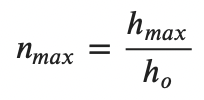 n_max = h_max / h_o